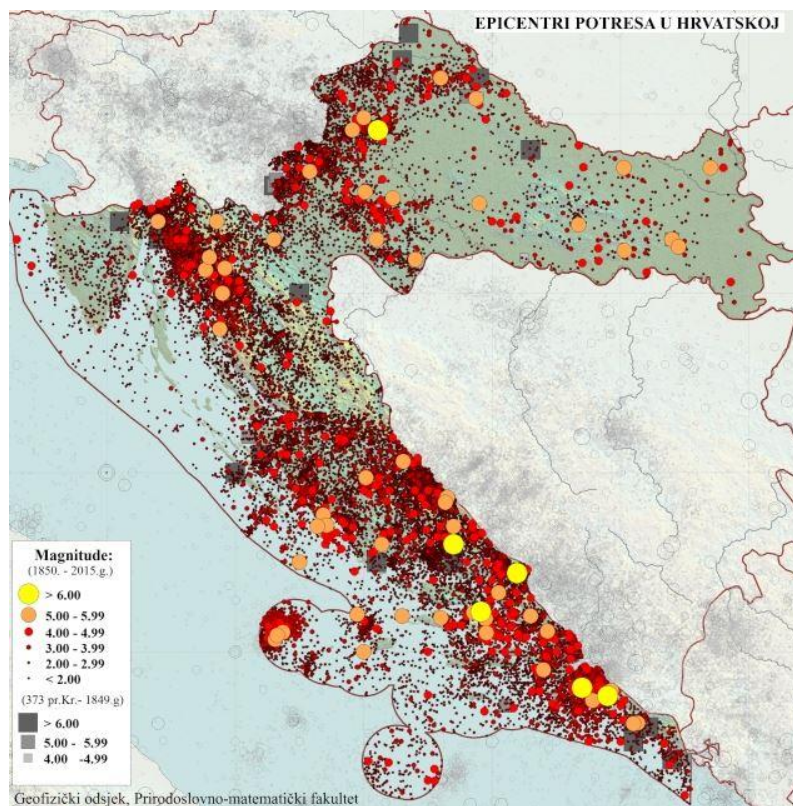 EPICENTRI POTRESA U HRVATSKOJ
Magnitude:
(1850. - 2015.g.)
> 6.00
5.00 - 5.99
4.00 - 4.99
3.00 - 3.99
2.00 - 2.99
< 2.00
(373 pr.Kr.- 1849.g)
> 6.00
5.00 - 5.99
4.00 -4.99
Geofizički odsjek, Prirodoslovno-matematički fakultet